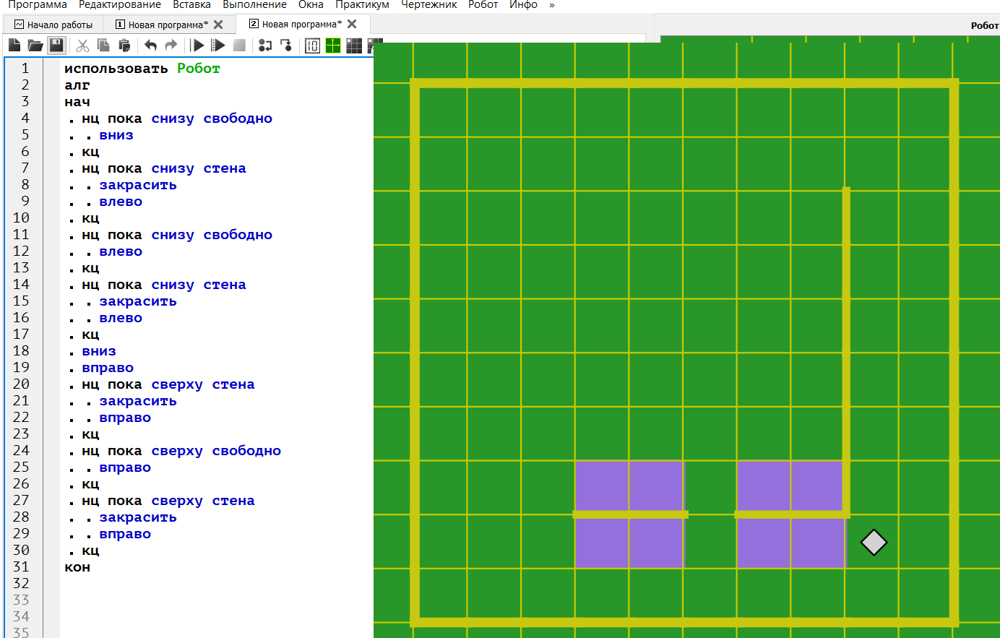 Программа Редактирование Вставка Выполнение Окна Практикум Чертежник Робот Инфо »
Начало работы 1 Новая программа* 2 Новая программа* Робот
1 использовать Робот
2 алг
3 нач
4 . нц пока снизу свободно
5 . . вниз
6 . кц
7 . нц пока снизу стена
8 . . закрасить
9 . . влево
10 . кц
11 . нц пока снизу свободно
12 . . влево
13 . кц
14 . нц пока снизу стена
15 . . закрасить
16 . . влево
17 . кц
18 . вниз
19 . вправо
20 . нц пока сверху стена
21 . . закрасить
22 . . вправо
23 . кц
24 . нц пока сверху свободно
25 . . вправо
26 . кц
27 . нц пока сверху стена
28 . . закрасить
29 . . вправо
30 . кц
31 кон
32
33
34
35